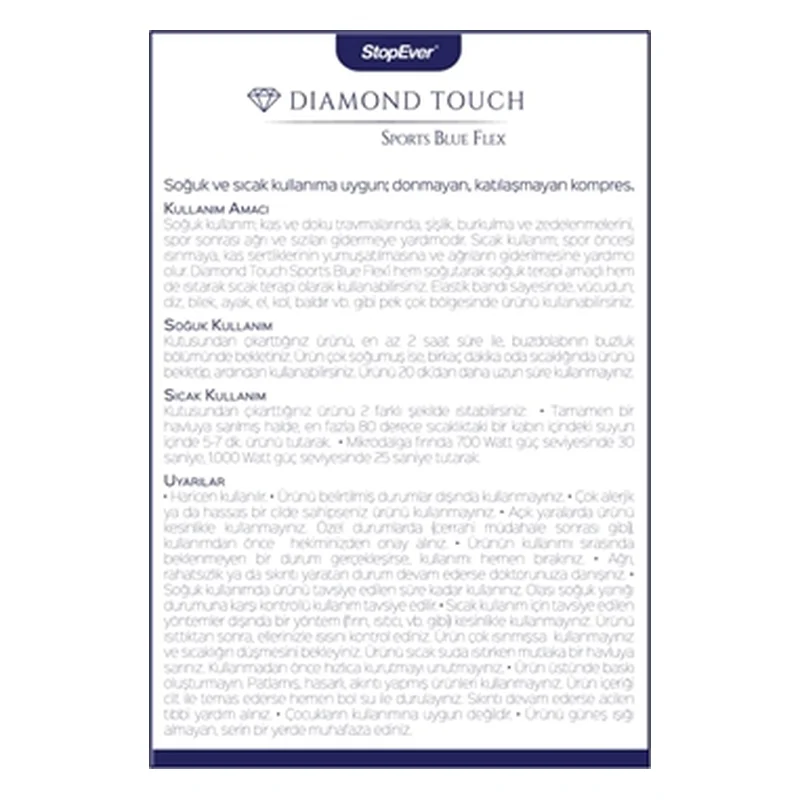 StopEver®
DIAMOND TOUCH
SPORTS BLUE FLEX
Soğuk ve sıcak kullanıma uygun; donmayan, katılaşmayan kompres.
KULLANIM AMACI
Soğuk kullanım; kas ve doku travmalarında, şişlik, burkulma ve zedelenmelerini,
spor sonrası ağrı ve sızıları gidermeye yardımcıdır. Sıcak kullanım; spor öncesi
ısınmaya, kas sertliklerinin yumuşatılmasına ve ağrıların giderilmesine yardımcı
olur. Diamond Touch Sports Blue Flex'i hem soğutarak soğuk terapi amaçlı hem
de ısıtarak sıcak terapi olarak kullanabilirsiniz. Elastik bandı sayesinde, vücudun;
diz, bilek, ayak, el, kol, baldır vb. gibi pek çok bölgesinde ürünü kullanabilirsiniz.
SOĞUK KULLANIM
Kutusundan çıkarttığınız ürünü, en az 2 saat süre ile, buzdolabının buzluk
bölümünde bekletiniz. Ürün çok soğumuş ise, birkaç dakika oda sıcaklığında ürünü
bekletip, ardından kullanabilirsiniz. Ürünü 20 dk'dan daha uzun süre kullanmayınız.
SICAK KULLANIM
Kutusundan çıkarttığınız ürünü 2 farklı şekilde ısıtabilirsiniz: • Tamamen bir
havluya sarılmış halde, en fazla 80 derece sıcaklıktaki bir kabın içindeki suyun
içinde 5-7 dk. ürünü tutarak. • Mikrodalga fırında 700 Watt güç seviyesinde 30
saniye, 1.000 Watt güç seviyesinde 25 saniye tutarak.
UYARILAR
• Haricen kullanılır. • Ürünü belirtilmiş durumlar dışında kullanmayınız. • Çok alerjik
ya da hassas bir cilde sahipseniz ürünü kullanmayınız. • Açık yaralarda ürünü
kesinlikle kullanmayınız. Özel durumlarda (cerrahi müdahale sonrası gibi),
kullanımdan önce hekiminizden onay alınız. • Ürünün kullanımı sırasında
beklenmeyen bir durum gerçekleşirse, kullanımı hemen bırakınız. • Ağrı,
rahatsızlık ya da sıkıntı yaratan durum devam ederse doktorunuza danışınız. •
Soğuk kullanımda ürünü tavsiye edilen süre kadar kullanınız. Olası soğuk yanığı
durumuna karşı kontrolü kullanım tavsiye edilir. • Sıcak kullanım için tavsiye edilen
yöntemler dışında bir yöntem (fırın, ısıtıcı, vb. gibi) kesinlikle kullanmayınız. Ürünü
ısıttıktan sonra, ellerinizle ısısını kontrol ediniz. Ürün çok ısınmışsa kullanmayınız
ve sıcaklığın düşmesini bekleyiniz. Ürünü sıcak suda ısıtırken mutlaka bir havluya
sarınız. Kullanmadan önce hızlıca kurutmayı unutmayınız. • Ürün üstünde baskı
oluşturmayın. Patlamış, hasarlı, akıntı yapmış ürünleri kullanmayınız. Ürün içeriği
cilt ile temas ederse hemen bol su ile durulayınız. Sıkıntı devam ederse acilen
tıbbi yardım alınız. • Çocukların kullanımına uygun değildir. • Ürünü güneş ışığı
almayan, serin bir yerde muhafaza ediniz.